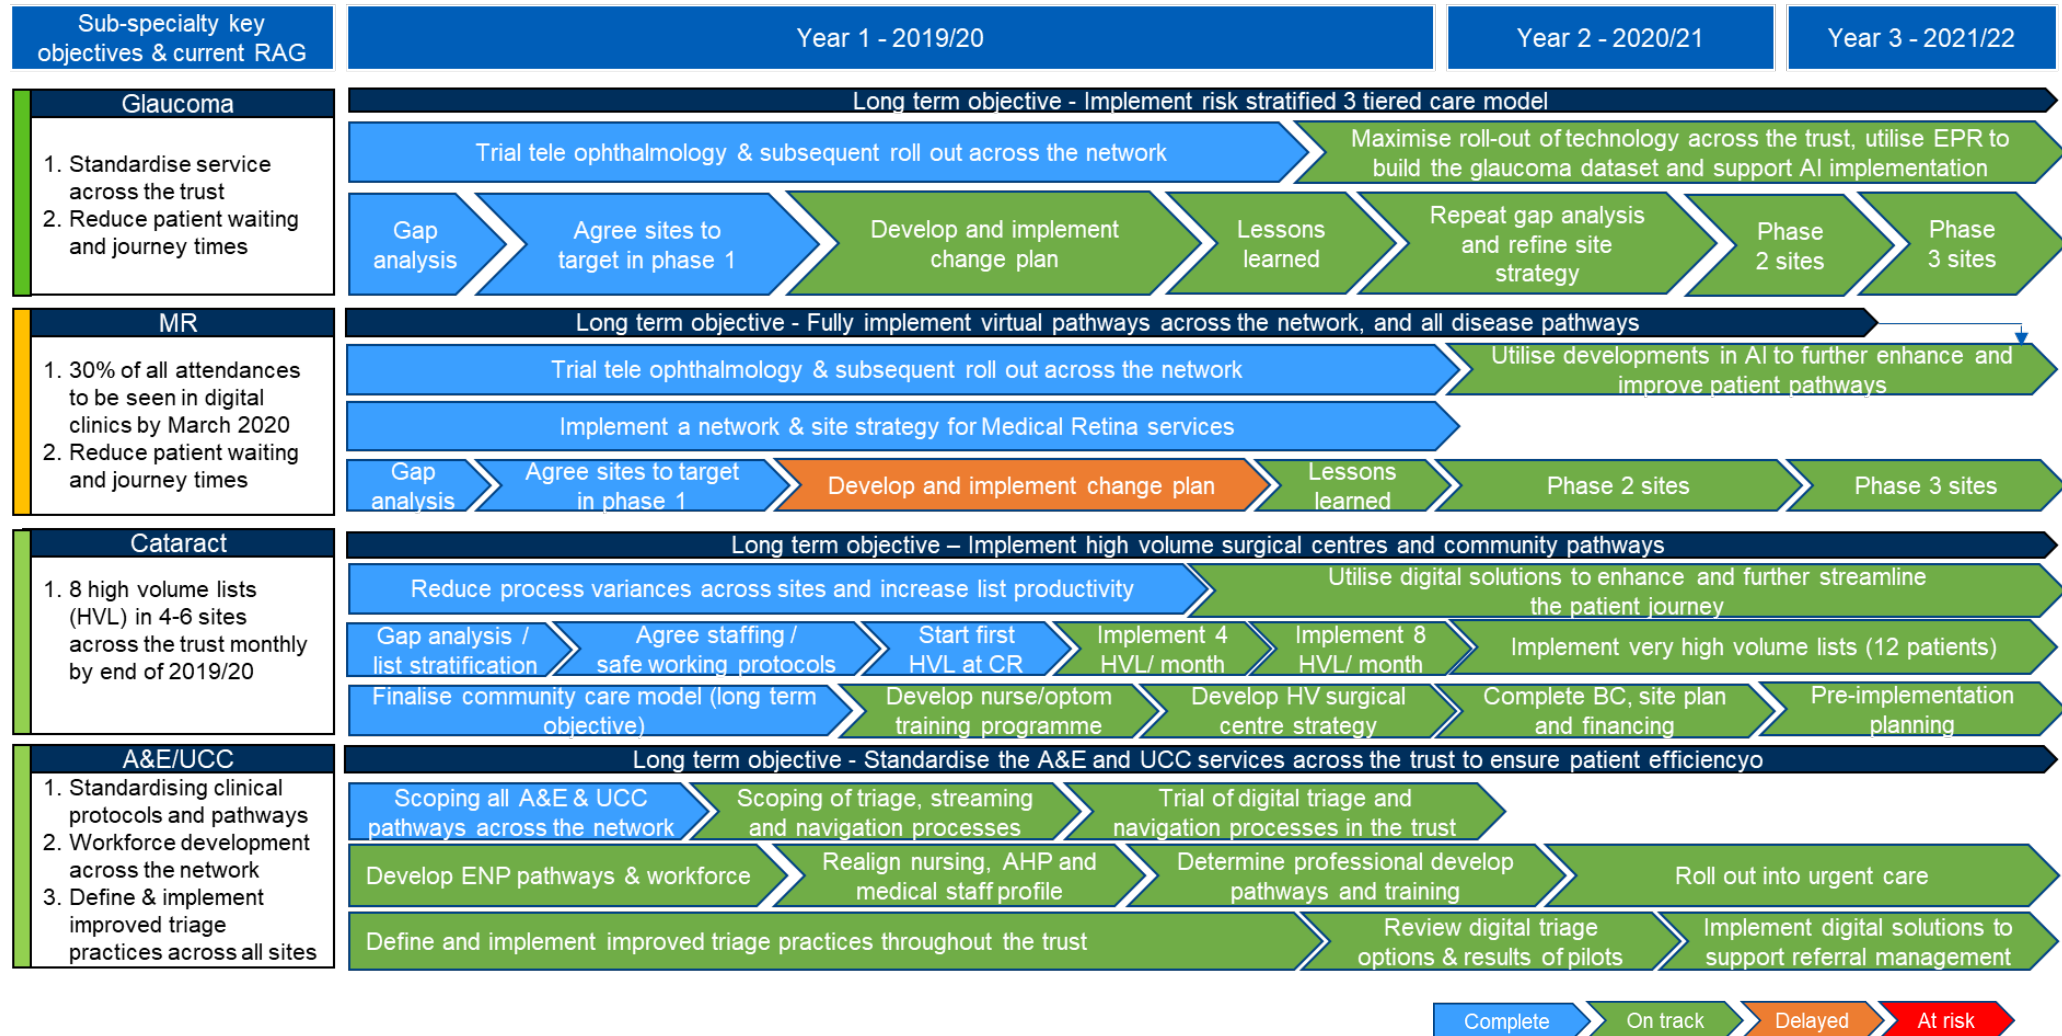 Sub-specialty key
objectives & current RAG
Year 1 - 2019/20
Year 2 - 2020/21
Year 3 - 2021/22
Glaucoma
1. Standardise service
across the trust
2. Reduce patient waiting
and journey times
Long term objective - Implement risk stratified 3 tiered care model
Trial tele ophthalmology & subsequent roll out across the network
Maximise roll-out of technology across the trust, utilise EPR to
build the glaucoma dataset and support AI implementation
Gap
analysis
Agree sites to
target in phase 1
Develop and implement
change plan
Lessons
learned
Repeat gap analysis
and refine site
strategy
Phase
2 sites
Phase
3 sites
MR
1. 30% of all attendances
to be seen in digital
clinics by March 2020
2. Reduce patient waiting
and journey times
Long term objective - Fully implement virtual pathways across the network, and all disease pathways
Trial tele ophthalmology & subsequent roll out across the network
Utilise developments in AI to further enhance and
improve patient pathways
Implement a network & site strategy for Medical Retina services
Gap
analysis
Agree sites to target
in phase 1
Develop and implement change plan
Lessons
learned
Phase 2 sites
Phase 3 sites
Cataract
1. 8 high volume lists
(HVL) in 4-6 sites
across the trust monthly
by end of 2019/20
Long term objective – Implement high volume surgical centres and community pathways
Reduce process variances across sites and increase list productivity
Utilise digital solutions to enhance and further streamline
the patient journey
Gap analysis /
list stratification
Agree staffing /
safe working protocols
Start first
HVL at CR
Implement 4
HVL/ month
Implement 8
HVL/ month
Implement very high volume lists (12 patients)
Finalise community care model (long term
objective)
Develop nurse/optom
training programme
Develop HV surgical
centre strategy
Complete BC, site plan
and financing
Pre-implementation
planning
A&E/UCC
1. Standardising clinical
protocols and pathways
2. Workforce development
across the network
3. Define & implement
improved triage
practices across all sites
Long term objective - Standardise the A&E and UCC services across the trust to ensure patient efficiencyo
Scoping all A&E & UCC
pathways across the network
Scoping of triage, streaming
and navigation processes
Trial of digital triage and
navigation processes in the trust
Develop ENP pathways & workforce
Realign nursing, AHP and
medical staff profile
Determine professional develop
pathways and training
Roll out into urgent care
Define and implement improved triage practices throughout the trust
Review digital triage
options & results of pilots
Implement digital solutions to
support referral management
Complete
On track
Delayed
At risk